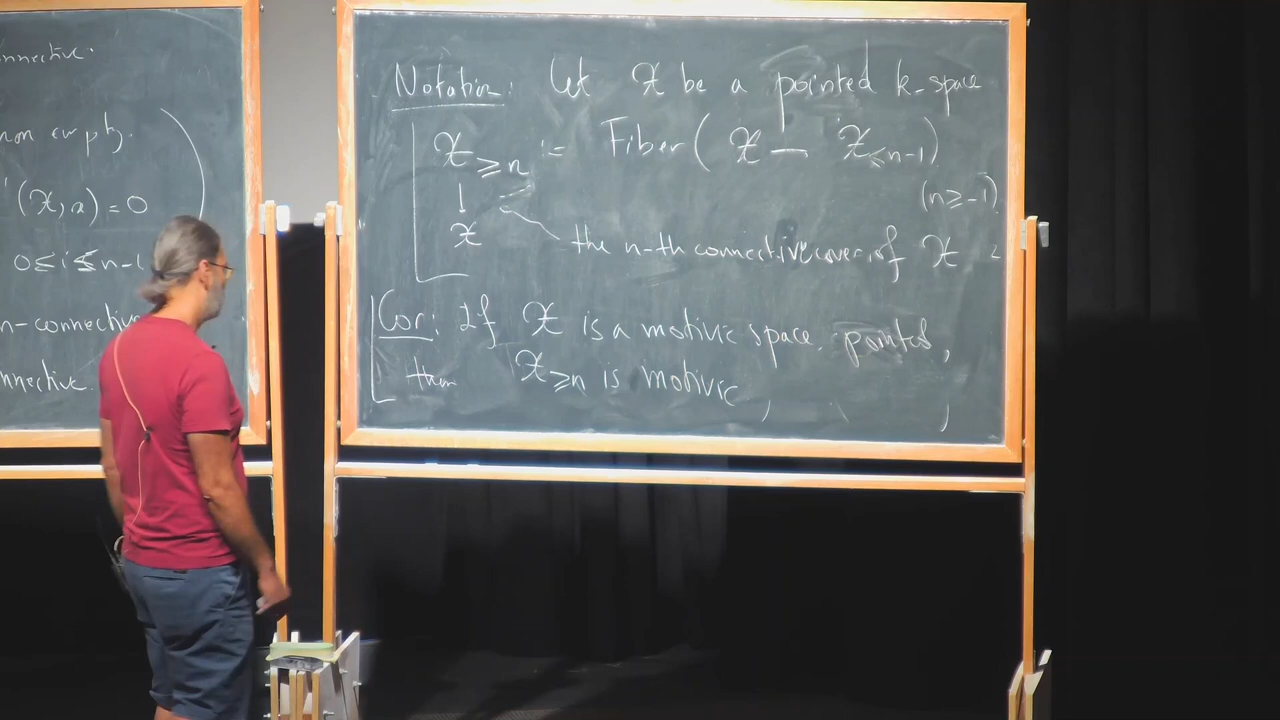 nnective.
non empty.
(𝒳, x) = 0
0 ≤ i ≤ n-1
n-connective
nnective.
Notation: Let 𝒳 be a pointed k-space
𝒳≥n := Fiber( 𝒳 — 𝒳≤n-1)
(n ≥ -1)
↓
𝒳
the n-th connective cover of 𝒳
Cor: If 𝒳 is a motivic space, pointed,
then 𝒳≥n is motivic,